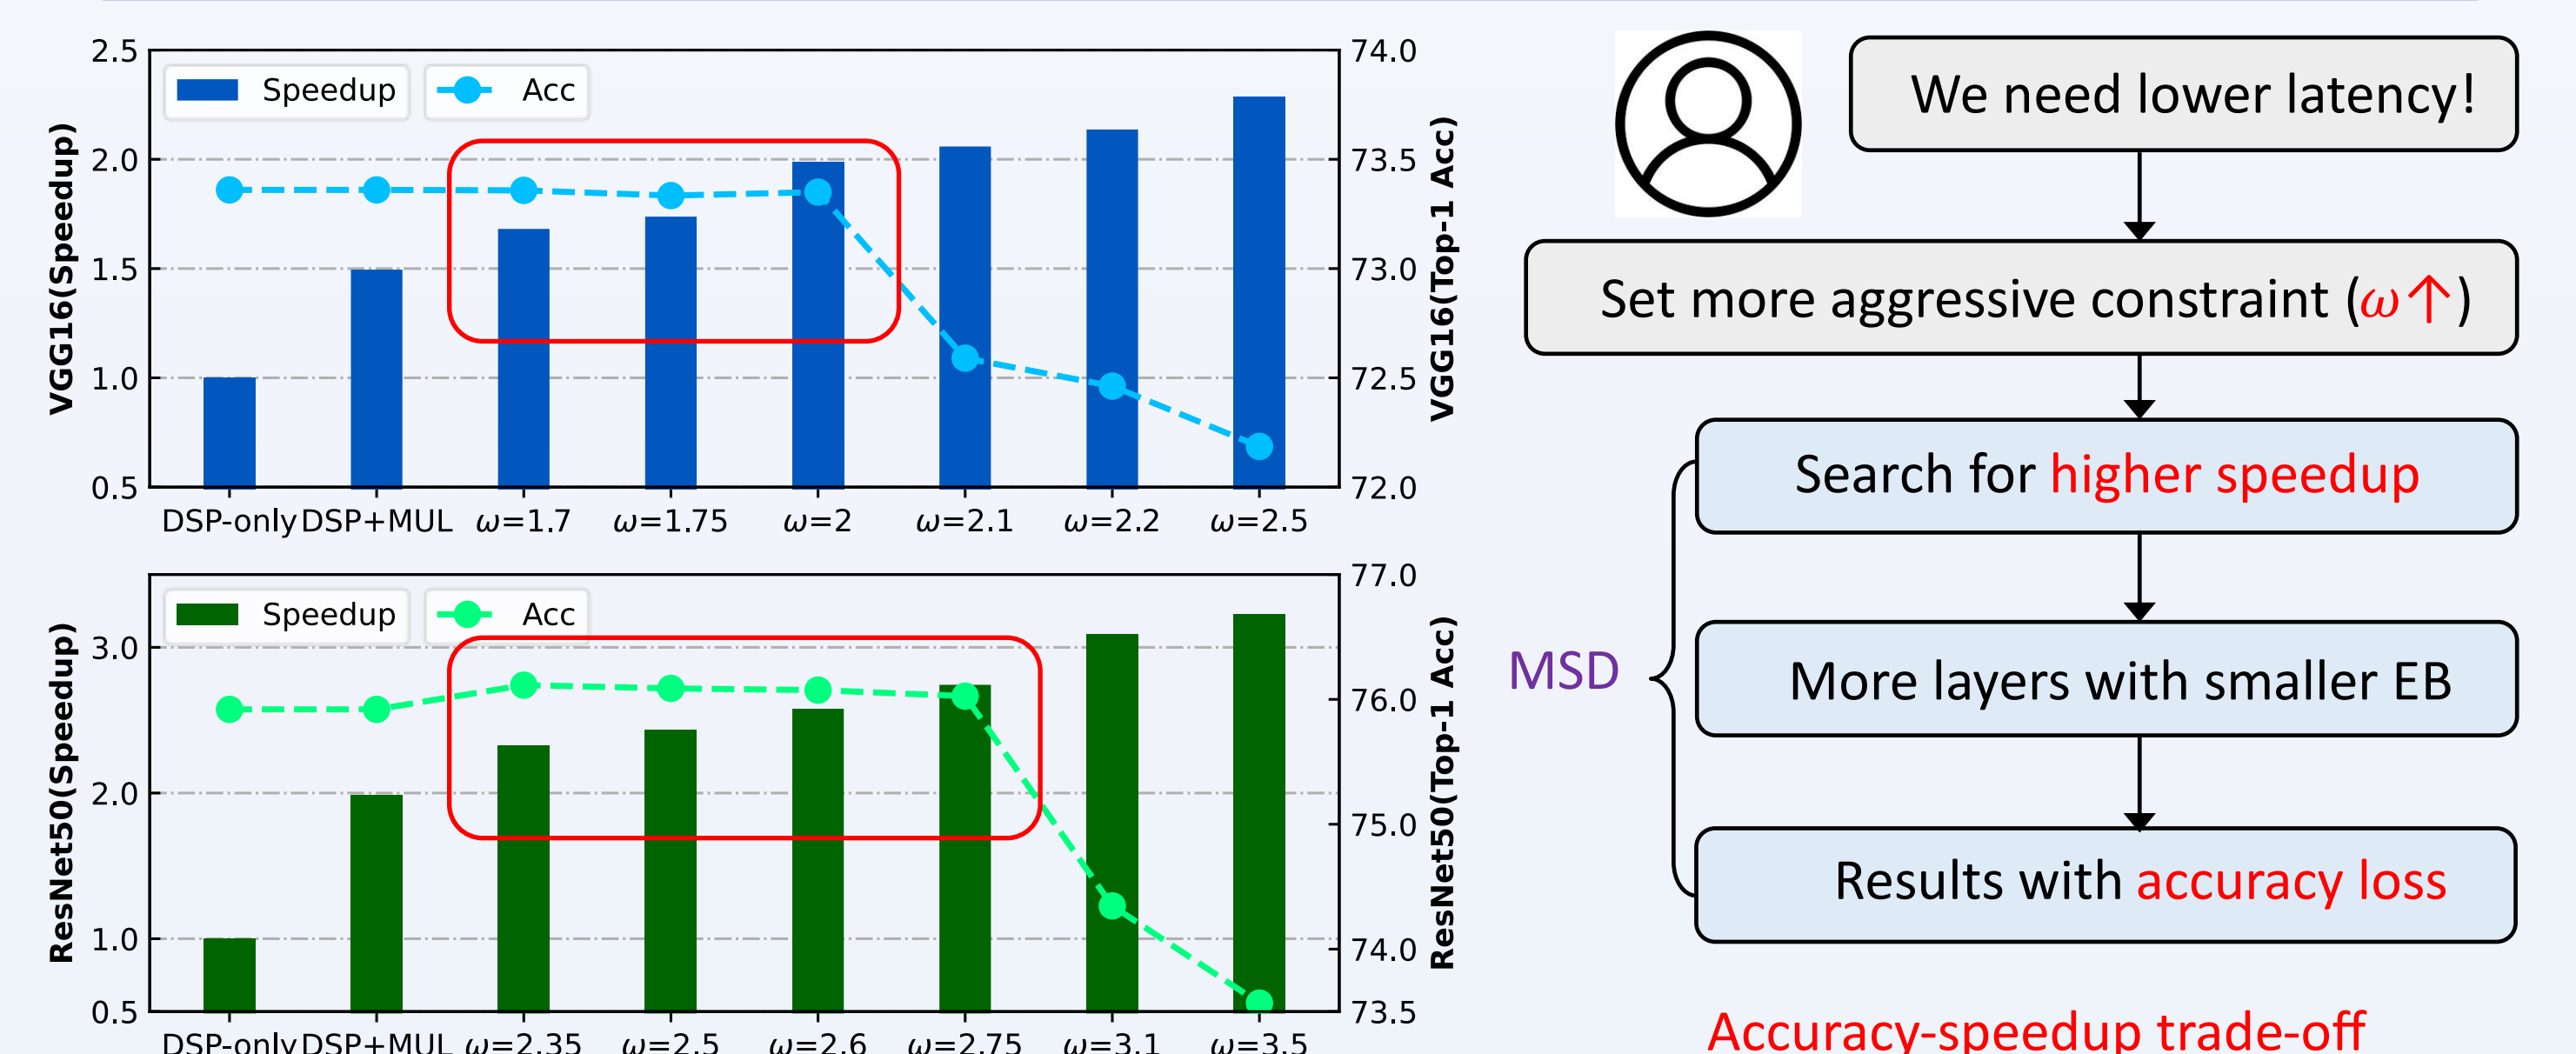 2.5
2.0
1.5
1.0
0.5
VGG16(Speedup)
Speedup
Acc
74.0
73.5
73.0
72.5
72.0
VGG16(Top-1 Acc)
DSP-only DSP+MUL ω=1.7 ω=1.75 ω=2 ω=2.1 ω=2.2 ω=2.5
3.0
2.0
1.0
0.5
ResNet50(Speedup)
Speedup
Acc
77.0
76.0
75.0
74.0
73.5
ResNet50(Top-1 Acc)
DSP-only DSP+MUL ω=2.35 ω=2.5 ω=2.6 ω=2.75 ω=3.1 ω=3.5
We need lower latency!
Set more aggressive constraint (ω↑)
MSD
Search for higher speedup
More layers with smaller EB
Results with accuracy loss
Accuracy-speedup trade-off